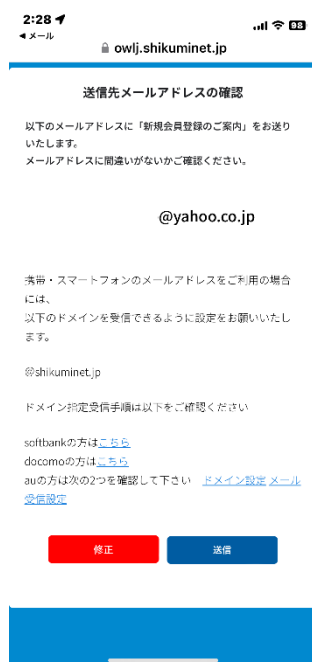 2:28
メール
98
owlj.shikuminet.jp
送信先メールアドレスの確認
以下のメールアドレスに「新規会員登録のご案内」をお送り
いたします。
メールアドレスに間違いがないかご確認ください。
@yahoo.co.jp
携帯・スマートフォンのメールアドレスをご利用の場合
には、
以下のドメインを受信できるように設定をお願いいたし
ます。
@shikuminet.jp
ドメイン指定受信手順は以下をご確認ください
softbankの方はこちら
docomoの方はこちら
auの方は次の2つを確認して下さい ドメイン設定 メール
受信設定
修正
送信